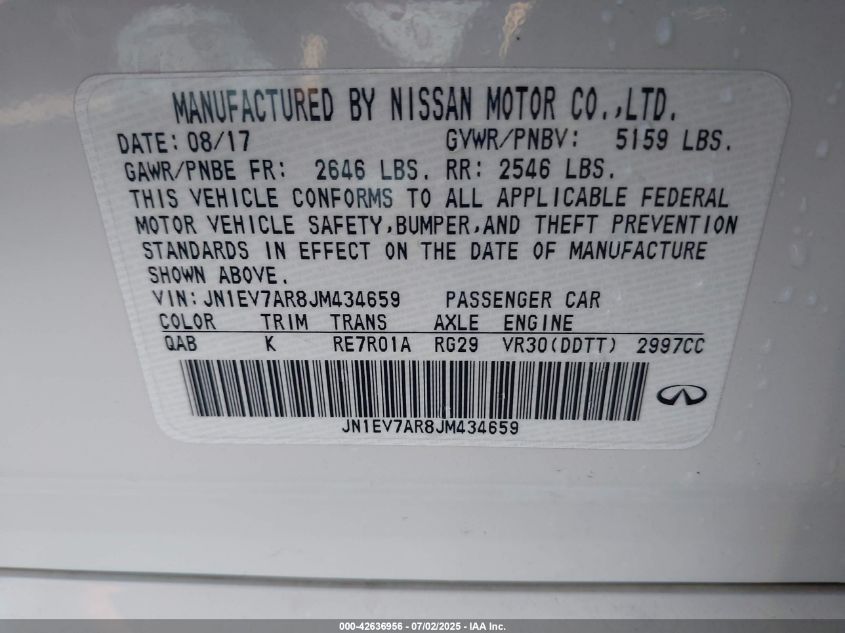 MANUFACTURED BY NISSAN MOTOR CO.,LTD.
DATE: 08/17 GVWR/PNBV: 5159 LBS.
GAWR/PNBE FR: 2646 LBS. RR: 2546 LBS.
THIS VEHICLE CONFORMS TO ALL APPLICABLE FEDERAL
MOTOR VEHICLE SAFETY,BUMPER,AND THEFT PREVENTION
STANDARDS IN EFFECT ON THE DATE OF MANUFACTURE
SHOWN ABOVE.
VIN:JN1EV7AR8JM434659 PASSENGER CAR
COLOR TRIM TRANS AXLE ENGINE
QAB K RE7R01A RG29 VR30(DDTT) 2997CC
JN1EV7AR8JM434659
000-42636956 - 07/02/2025 - IAA Inc.